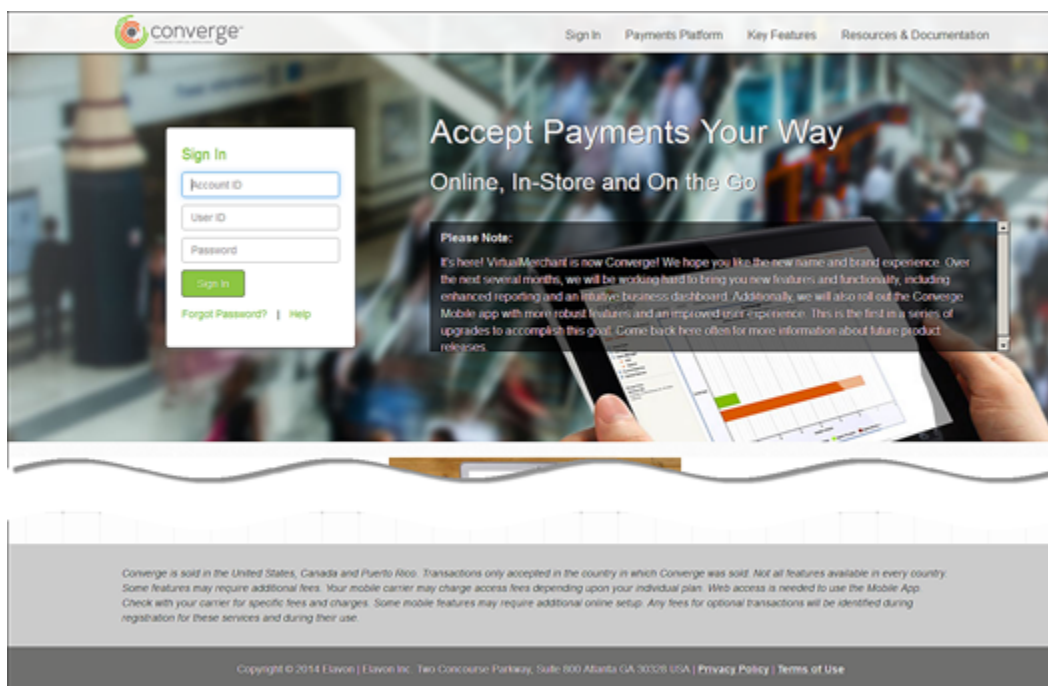 converge
Sign In Payments Platform Key Features Resources & Documentation
Accept Payments Your Way
Online, In-Store and On the Go
Sign In
Account ID
User ID
Password
Sign In
Forgot Password? | Help
Please Note:
It's here! VirtualMerchant is now Converge! We hope you like the new name and brand experience. Over
the next several months, we will be working hard to bring you new features and functionality, including
enhanced reporting and an intuitive business dashboard. Additionally, we will also roll out the Converge
Mobile app with more robust features and an improved user experience. This is the first in a series of
upgrades to accomplish this goal. Come back here often for more information about future product
releases.
Converge is sold in the United States, Canada and Puerto Rico. Transactions only accepted in the country in which Converge was sold. Not all features available in every country.
Some features may require additional fees. Your mobile carrier may charge access fees depending upon your individual plan. Web access is needed to use the Mobile App.
Check with your carrier for specific fees and charges. Some mobile features may require additional online setup. Any fees for optional transactions will be identified during
registration for these services and during their use.
Copyright © 2014 Elavon | Elavon Inc. Two Concourse Parkway, Suite 800 Atlanta GA 30328 USA | Privacy Policy | Terms of Use